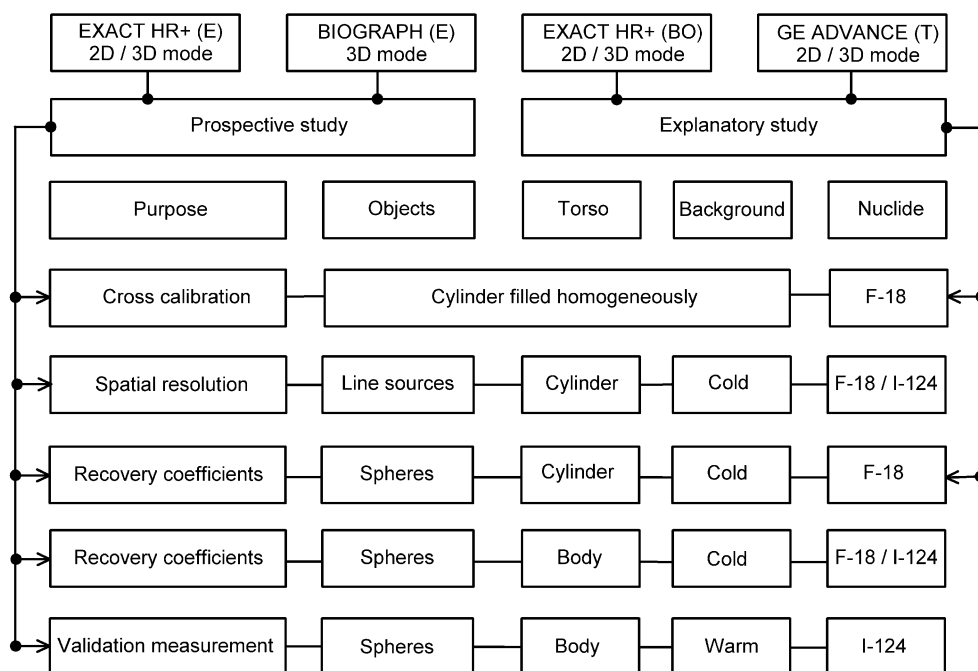 EXACT HR+ (E)
2D / 3D mode
BIOGRAPH (E)
3D mode
EXACT HR+ (BO)
2D / 3D mode
GE ADVANCE (T)
2D / 3D mode
Prospective study
Explanatory study
Purpose
Objects
Torso
Background
Nuclide
Cross calibration
Cylinder filled homogeneously
F-18
Spatial resolution
Line sources
Cylinder
Cold
F-18 / I-124
Recovery coefficients
Spheres
Cylinder
Cold
F-18
Recovery coefficients
Spheres
Body
Cold
F-18 / I-124
Validation measurement
Spheres
Body
Warm
I-124